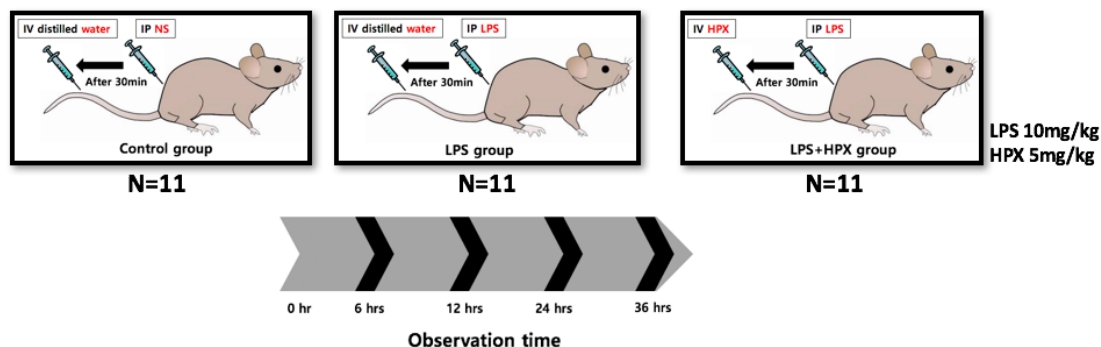 IV distilled water
IP NS
After 30min
Control group
N=11
IV distilled water
IP LPS
After 30min
LPS group
N=11
IV HPX
IP LPS
After 30min
LPS+HPX group
N=11
LPS 10mg/kg
HPX 5mg/kg
0 hr
6 hrs
12 hrs
24 hrs
36 hrs
Observation time